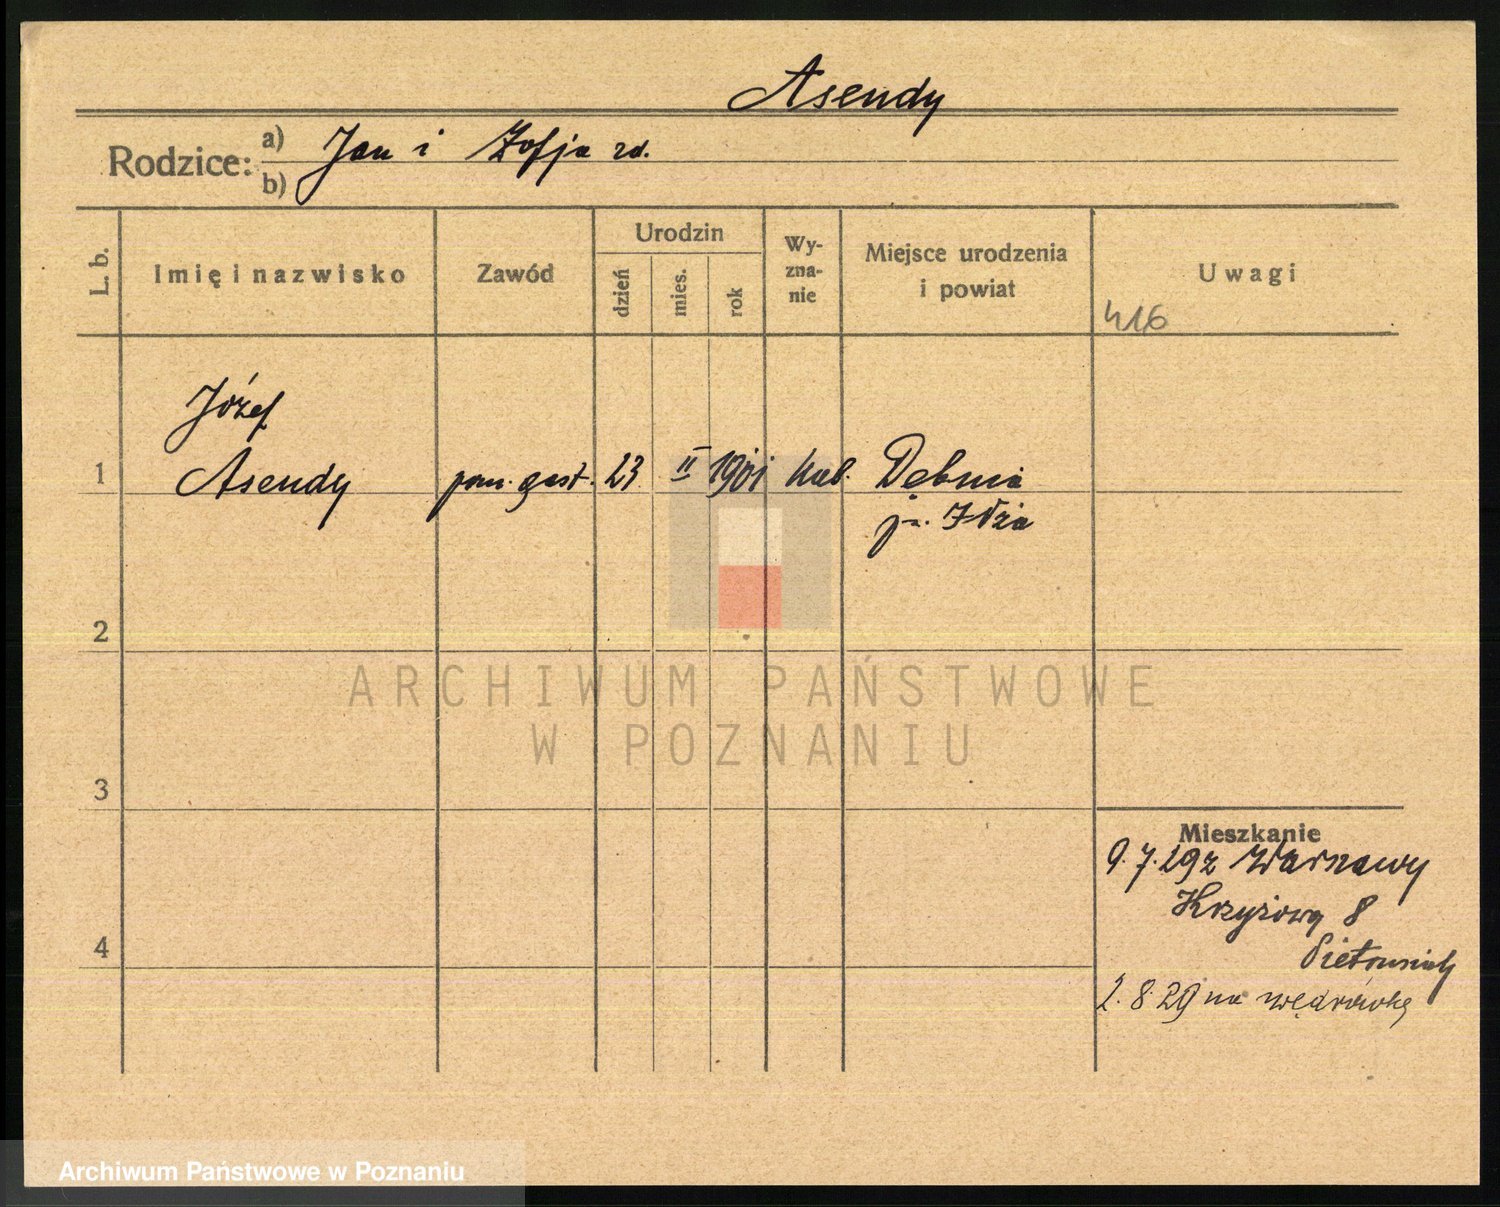 Asendy
Rodzice: a) Jan i Zofja zd.
b)
L. b.
Imię i nazwisko
Zawód
Urodzin
dzień
mies.
rok
Wy-
zna-
nie
Miejsce urodzenia
i powiat
Uwagi
416
Józef
1 Asendy pom. gast. 23 II 1901 kat. Dębnia
p. Iłża
2
ARCHIWUM PAŃSTWOWE
W POZNANIU
3
Mieszkanie
9.7.29 z Warszawy
Krzyżowa 8
4
2.8.29 na wędrówkę
Archiwum Państwowe w Poznaniu